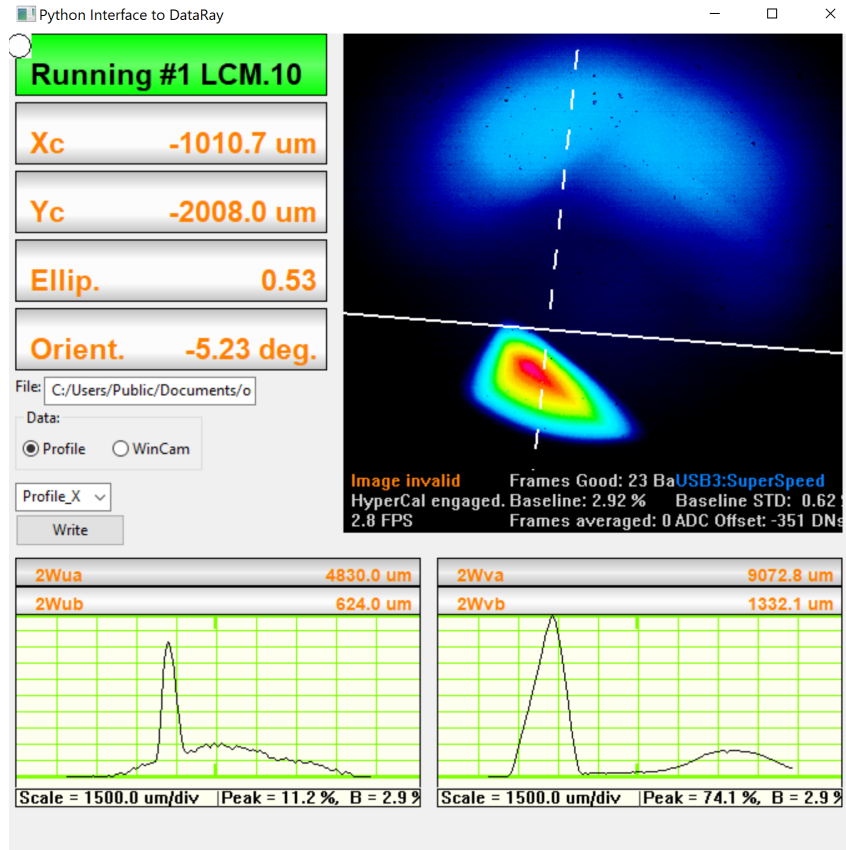 Python Interface to DataRay
Running #1 LCM.10
Xc -1010.7 um
Yc -2008.0 um
Ellip. 0.53
Orient. -5.23 deg.
File: C:/Users/Public/Documents/o
Data:
Profile WinCam
Profile_X
Write
Image invalid Frames Good: 23 Ba USB3:SuperSpeed
HyperCal engaged. Baseline: 2.92 % Baseline STD: 0.62
2.8 FPS Frames averaged: 0 ADC Offset: -351 DNs
2Wua 4830.0 um
2Wub 624.0 um
Scale = 1500.0 um/div Peak = 11.2 %, B = 2.9 %
2Wva 9072.8 um
2Wvb 1332.1 um
Scale = 1500.0 um/div Peak = 74.1 %, B = 2.9 %